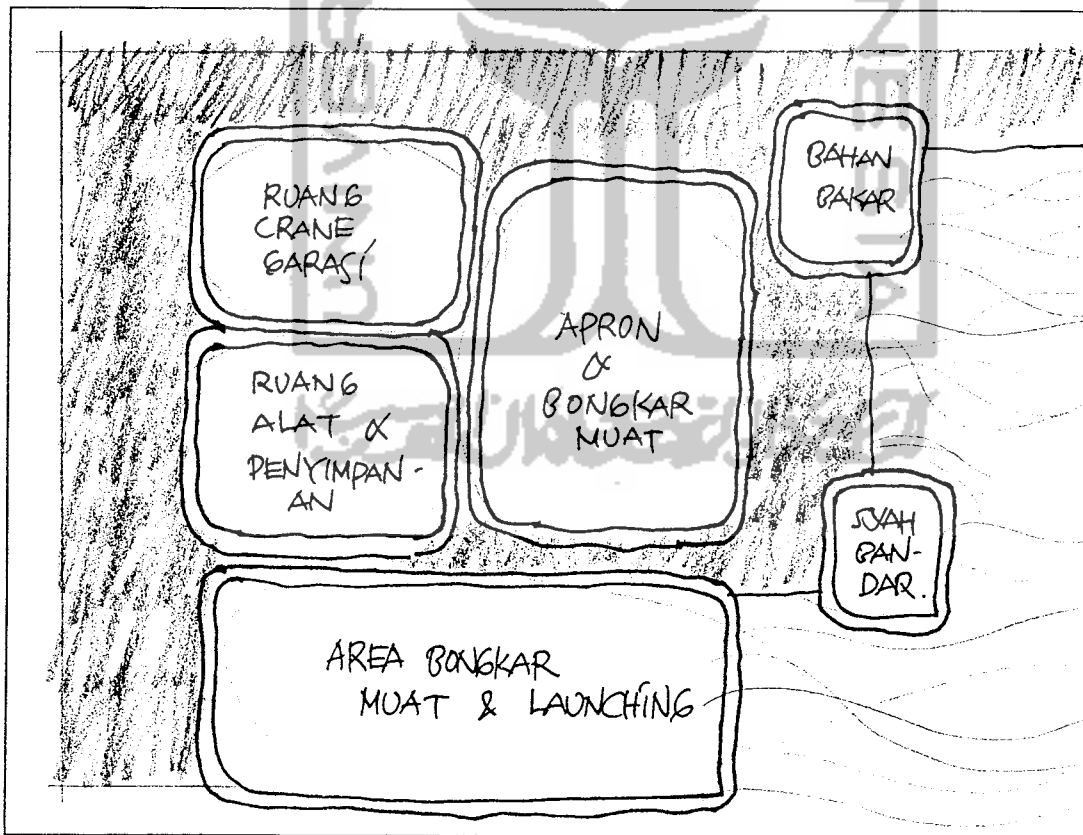 RUANG
CRANE
GARASI
RUANG
ALAT &
PENYIMPAN-
AN
APRON
&
BONGKAR
MUAT
BAHAN
BAKAR
SYAH
BAN-
DAR.
AREA BONGKAR
MUAT & LAUNCHING